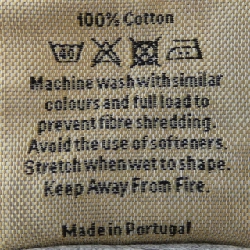 100% Cotton
40
Machine wash with similar
colours and full load to
prevent fibre shredding.
Avoid the use of softeners.
Stretch when wet to shape.
Keep Away From Fire.
Made in Portugal